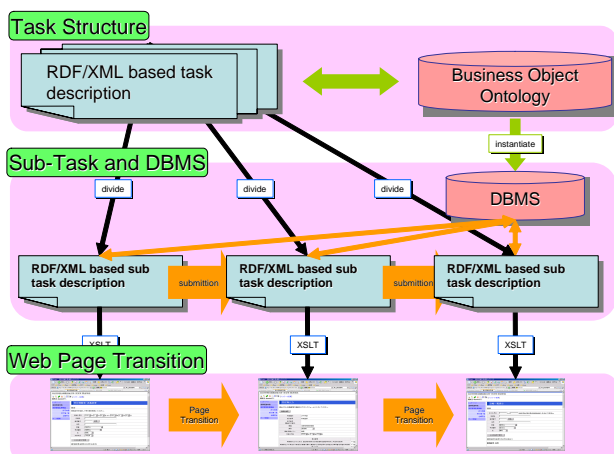 Task Structure
RDF/XML based task
description
Business Object
Ontology
instantiate
Sub-Task and DBMS
divide
divide
divide
DBMS
RDF/XML based sub
task description
submittion
RDF/XML based sub
task description
submittion
RDF/XML based sub
task description
XSLT
XSLT
XSLT
Web Page Transition
Page
Transition
Page
Transition